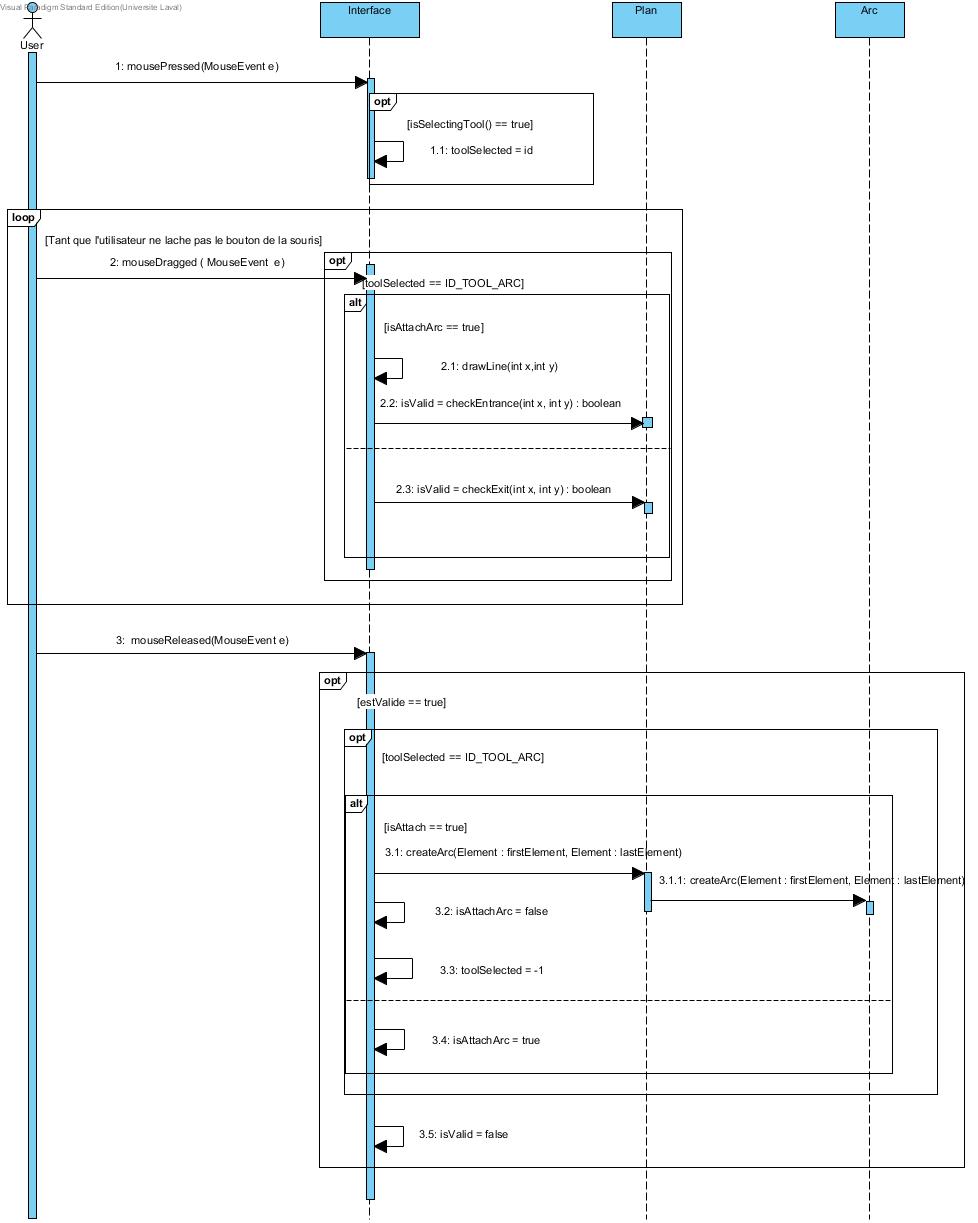 Visual Paradigm Standard Edition(Universite Laval)
User
Interface
Plan
Arc
1: mousePressed(MouseEvent e)
opt
[isSelectingTool() == true]
1.1: toolSelected = id
loop
[Tant que l'utilisateur ne lache pas le bouton de la souris]
2: mouseDragged ( MouseEvent e)
opt
[toolSelected == ID_TOOL_ARC]
alt
[isAttachArc == true]
2.1: drawLine(int x,int y)
2.2: isValid = checkEntrance(int x, int y) : boolean
2.3: isValid = checkExit(int x, int y) : boolean
3: mouseReleased(MouseEvent e)
opt
[estValide == true]
opt
[toolSelected == ID_TOOL_ARC]
alt
[isAttach == true]
3.1: createArc(Element : firstElement, Element : lastElement)
3.1.1: createArc(Element : firstElement, Element : lastElement)
3.2: isAttachArc = false
3.3: toolSelected = -1
3.4: isAttachArc = true
3.5: isValid = false